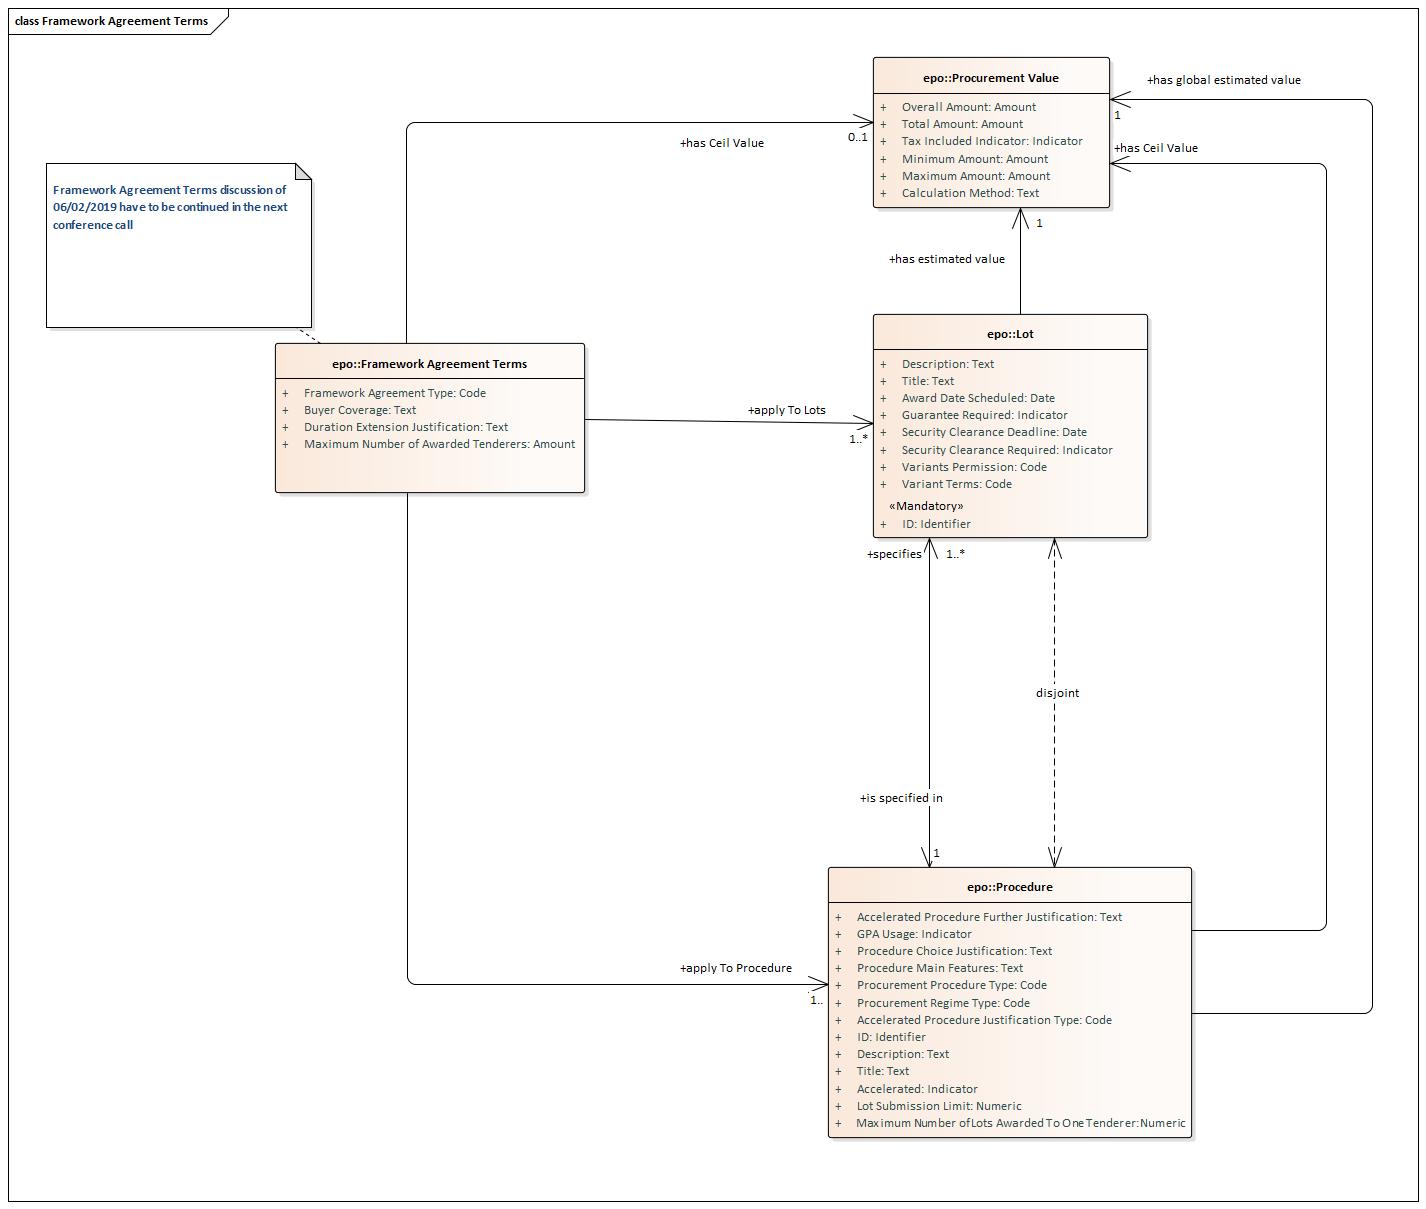 class Framework Agreement Terms
+has global estimated value
epo::Procurement Value
+ Overall Amount: Amount
+ Total Amount: Amount
+ Tax Included Indicator: Indicator
+ Minimum Amount: Amount
+ Maximum Amount: Amount
+ Calculation Method: Text
1
+has Ceil Value
0..1
+has Ceil Value
Framework Agreement Terms discussion of
06/02/2019 have to be continued in the next
conference call
1
+has estimated value
epo::Lot
+ Description: Text
+ Title: Text
+ Award Date Scheduled: Date
+ Guarantee Required: Indicator
+ Security Clearance Deadline: Date
+ Security Clearance Required: Indicator
+ Variants Permission: Code
+ Variant Terms: Code
«Mandatory»
+ ID: Identifier
epo::Framework Agreement Terms
+ Framework Agreement Type: Code
+ Buyer Coverage: Text
+ Duration Extension Justification: Text
+ Maximum Number of Awarded Tenderers: Amount
+apply To Lots
1..*
+specifies
1..*
disjoint
+is specified in
1
epo::Procedure
+ Accelerated Procedure Further Justification: Text
+ GPA Usage: Indicator
+ Procedure Choice Justification: Text
+ Procedure Main Features: Text
+ Procurement Procedure Type: Code
+ Procurement Regime Type: Code
+ Accelerated Procedure Justification Type: Code
+ ID: Identifier
+ Description: Text
+ Title: Text
+ Accelerated: Indicator
+ Lot Submission Limit: Numeric
+ Maximum Number of Lots Awarded To One Tenderer: Numeric
+apply To Procedure
1..